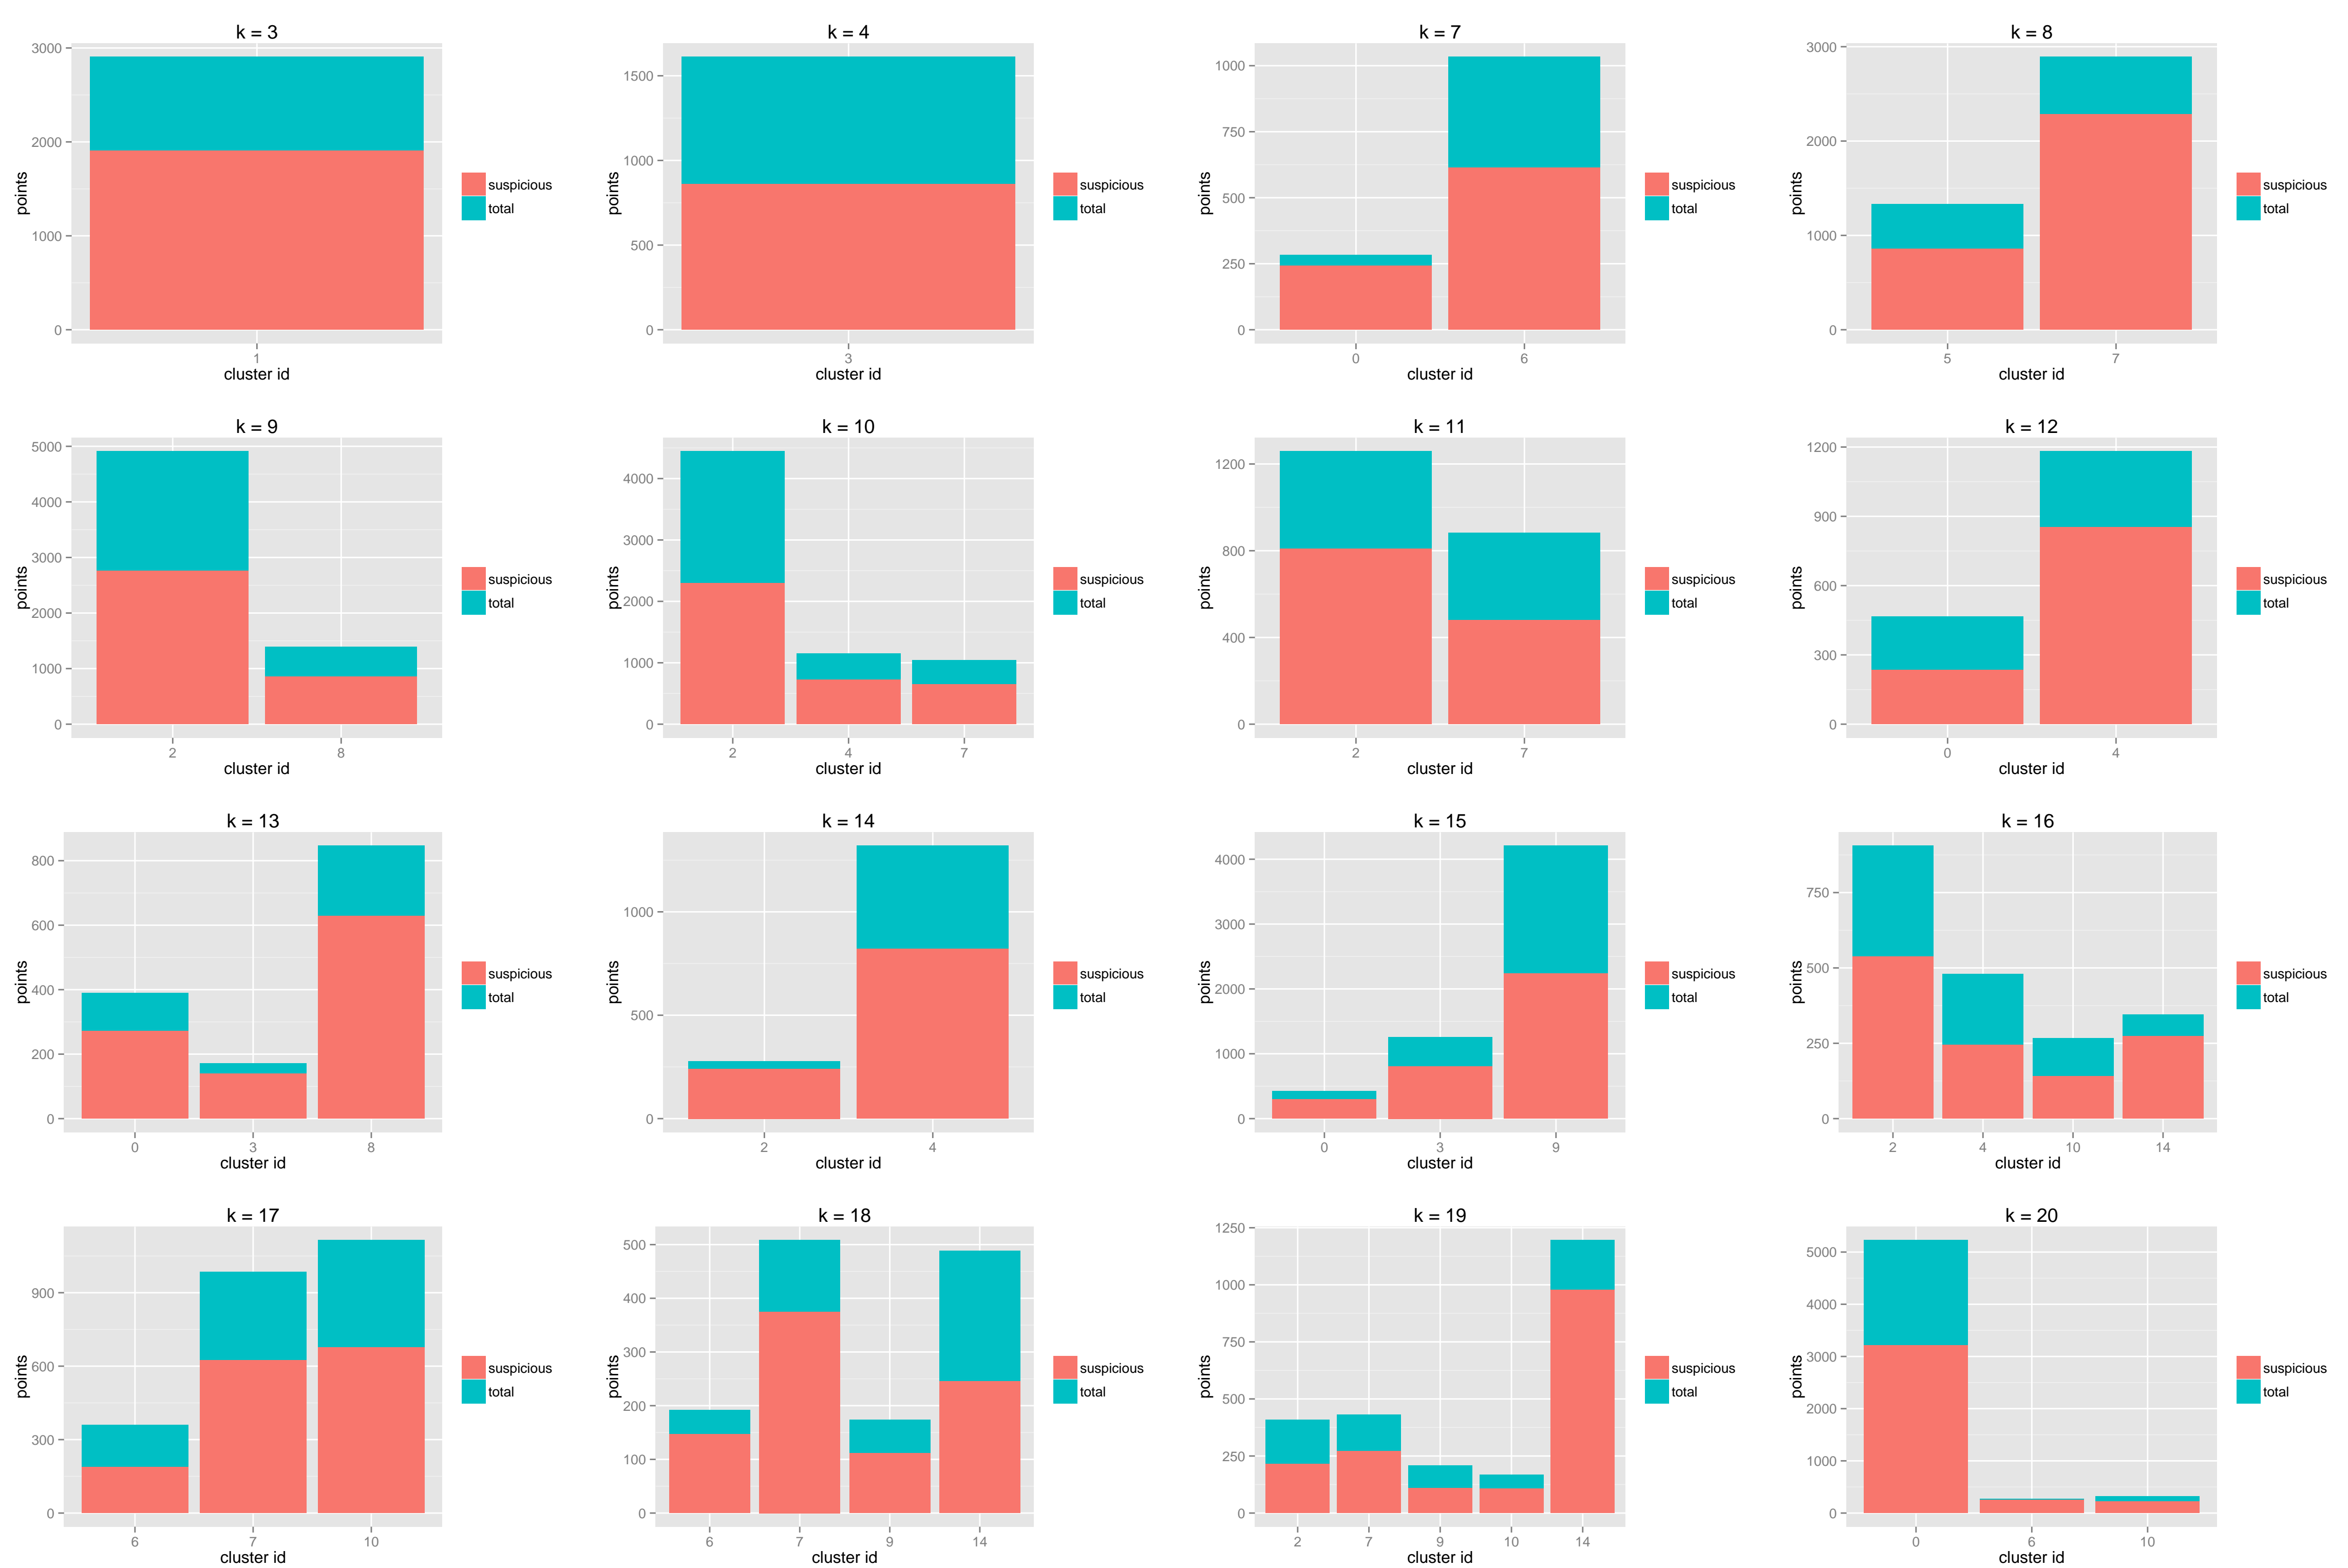 k = 3
3000
2000
1000
0
points
1
cluster id
suspicious
total
k = 4
1500
1000
500
0
points
3
cluster id
suspicious
total
k = 7
1000
750
500
250
0
points
0 6
cluster id
suspicious
total
k = 8
3000
2000
1000
0
points
5 7
cluster id
suspicious
total
k = 9
5000
4000
3000
2000
1000
0
points
2 8
cluster id
suspicious
total
k = 10
4000
3000
2000
1000
0
points
2 4 7
cluster id
suspicious
total
k = 11
1200
800
400
0
points
2 7
cluster id
suspicious
total
k = 12
1200
900
600
300
0
points
0 4
cluster id
suspicious
total
k = 13
800
600
400
200
0
points
0 3 8
cluster id
suspicious
total
k = 14
1000
500
0
points
2 4
cluster id
suspicious
total
k = 15
4000
3000
2000
1000
0
points
0 3 9
cluster id
suspicious
total
k = 16
750
500
250
0
points
2 4 10 14
cluster id
suspicious
total
k = 17
900
600
300
0
points
6 7 10
cluster id
suspicious
total
k = 18
500
400
300
200
100
0
points
6 7 9 14
cluster id
suspicious
total
k = 19
1250
1000
750
500
250
0
points
2 7 9 10 14
cluster id
suspicious
total
k = 20
5000
4000
3000
2000
1000
0
points
0 6 10
cluster id
suspicious
total